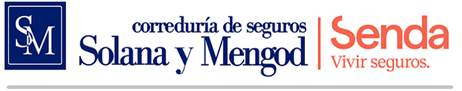 SM
correduría de seguros
Solana y Mengod
Senda
Vivir seguros.